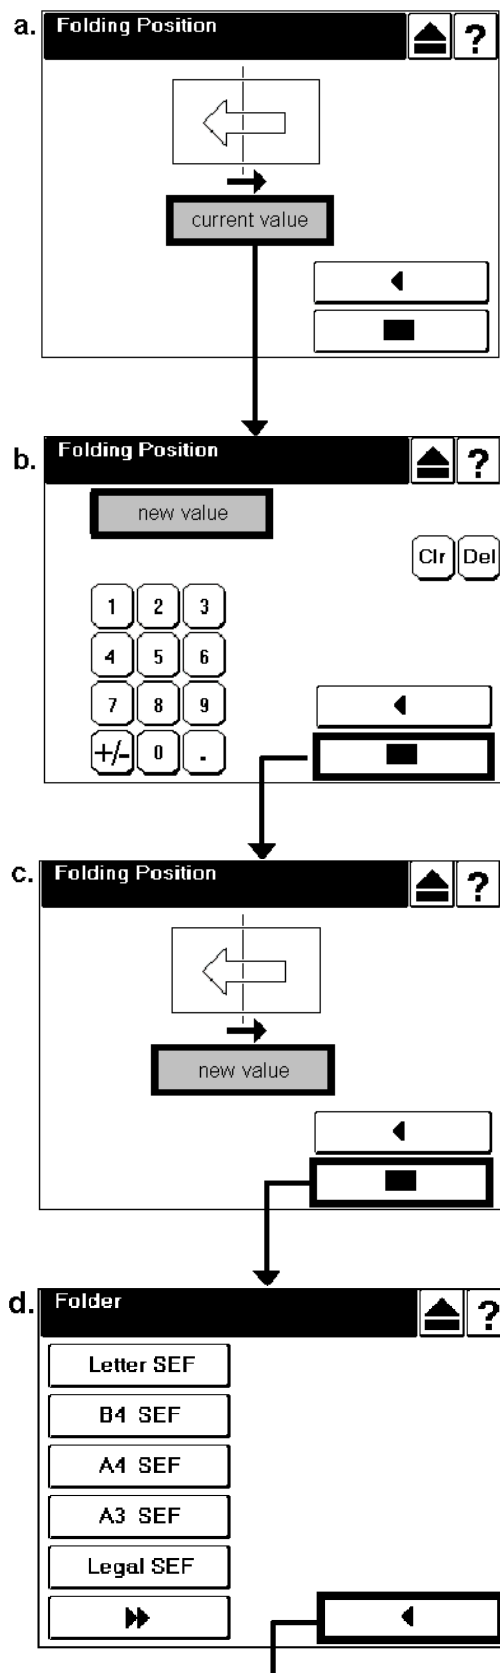 a. Folding Position ?
current value
b. Folding Position ?
new value
Clr Del
1 2 3
4 5 6
7 8 9
+/- 0 .
c. Folding Position ?
new value
d. Folder ?
Letter SEF
B4 SEF
A4 SEF
A3 SEF
Legal SEF